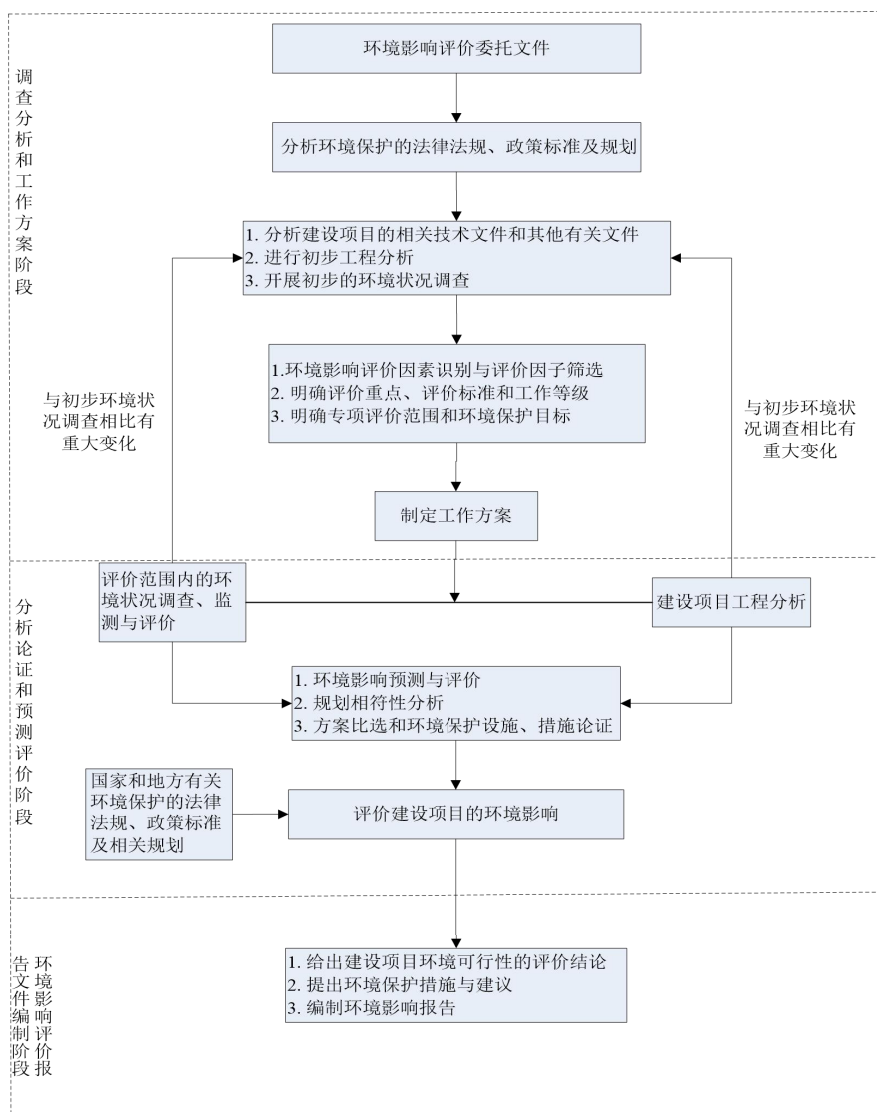 环境影响评价委托文件
调查分析和工作方案阶段
分析环境保护的法律法规、政策标准及规划
1. 分析建设项目的相关技术文件和其他有关文件
2. 进行初步工程分析
3. 开展初步的环境状况调查
1.环境影响评价因素识别与评价因子筛选
2. 明确评价重点、评价标准和工作等级
3. 明确专项评价范围和环境保护目标
与初步环境状
况调查相比有
重大变化
与初步环境状
况调查相比有
重大变化
制定工作方案
分析论证和预测评价阶段
评价范围内的环
境状况调查、监
测与评价
建设项目工程分析
1. 环境影响预测与评价
2. 规划相符性分析
3. 方案比选和环境保护设施、措施论证
国家和地方有关
环境保护的法律
法规、政策标准
及相关规划
评价建设项目的环境影响
环境影响评价报
告文件编制阶段
1. 给出建设项目环境可行性的评价结论
2. 提出环境保护措施与建议
3. 编制环境影响报告